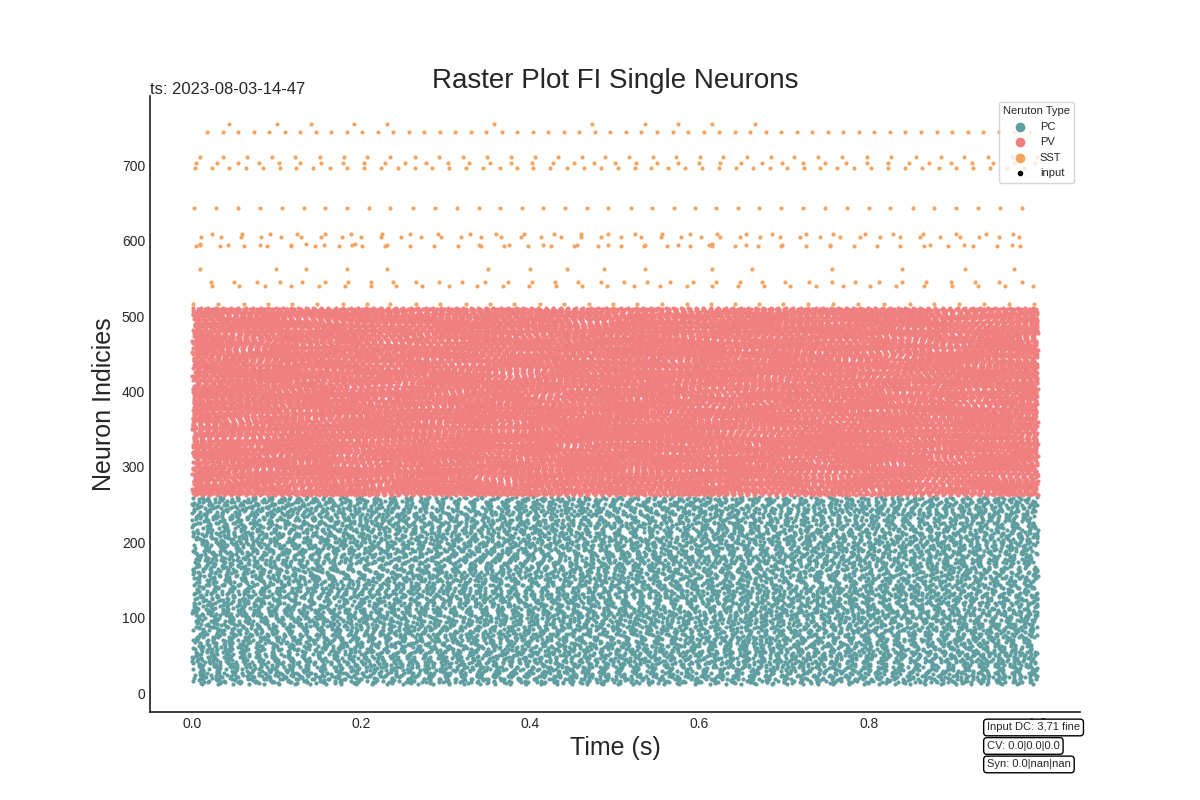 Raster Plot FI Single Neurons
ts: 2023-08-03-14-47
Neruton Type
PC
PV
SST
input
Neuron Indicies
700
600
500
400
300
200
100
0
0.0 0.2 0.4 0.6 0.8
Time (s)
Input DC: 3,71 fine
CV: 0.0|0.0|0.0
Syn: 0.0|nan|nan